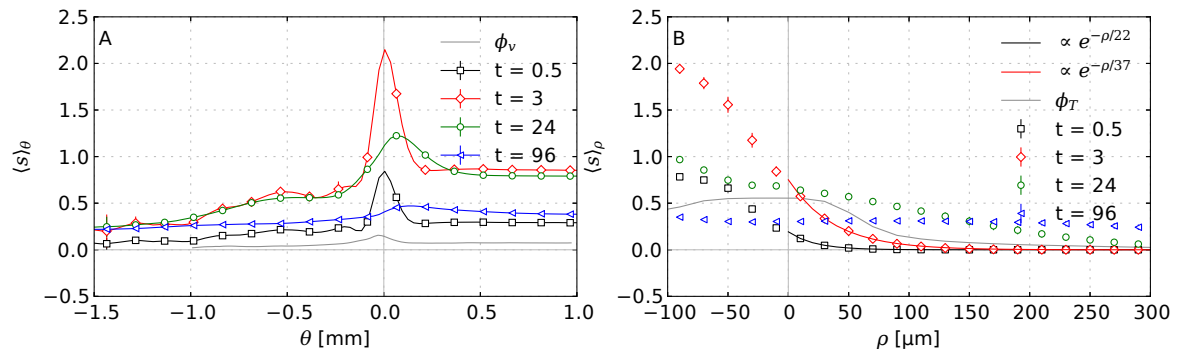 A
2.5
2.0
1.5
1.0
0.5
0.0
−0.5
⟨s⟩θ
−1.5 −1.0 −0.5 0.0 0.5 1.0
θ [mm]
ϕv
t = 0.5
t = 3
t = 24
t = 96
B
2.5
2.0
1.5
1.0
0.5
0.0
−0.5
⟨s⟩ρ
−100 −50 0 50 100 150 200 250 300
ρ [µm]
∝ e^{−ρ/22}
∝ e^{−ρ/37}
ϕT
t = 0.5
t = 3
t = 24
t = 96